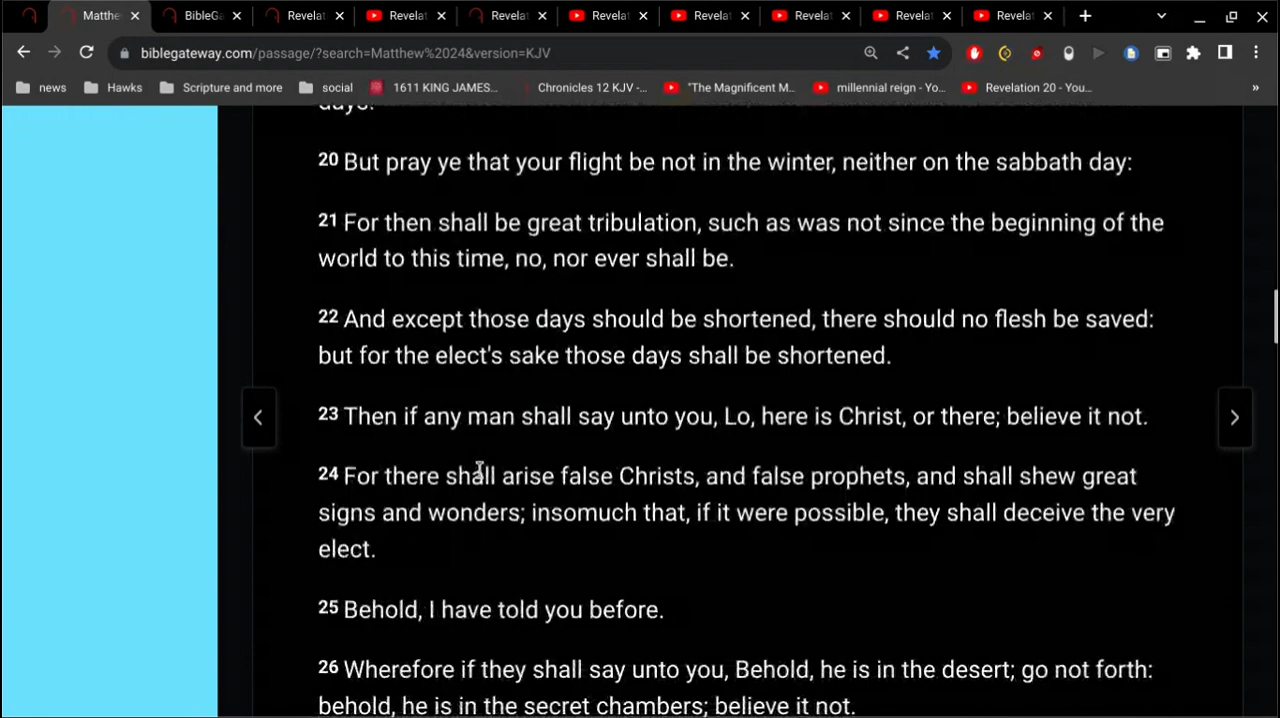 Matthe
BibleGa
Revelat
Revelat
Revelat
Revelat
Revelat
Revelat
Revelat
Revelat
biblegateway.com/passage/?search=Matthew%2024&version=KJV
news
Hawks
Scripture and more
social
1611 KING JAMES...
Chronicles 12 KJV -...
"The Magnificent M...
millennial reign - Yo...
Revelation 20 - You...
»
days:
20 But pray ye that your flight be not in the winter, neither on the sabbath day:
21 For then shall be great tribulation, such as was not since the beginning of the
world to this time, no, nor ever shall be.
22 And except those days should be shortened, there should no flesh be saved:
but for the elect's sake those days shall be shortened.
23 Then if any man shall say unto you, Lo, here is Christ, or there; believe it not.
24 For there shall arise false Christs, and false prophets, and shall shew great
signs and wonders; insomuch that, if it were possible, they shall deceive the very
elect.
25 Behold, I have told you before.
26 Wherefore if they shall say unto you, Behold, he is in the desert; go not forth:
behold, he is in the secret chambers; believe it not.